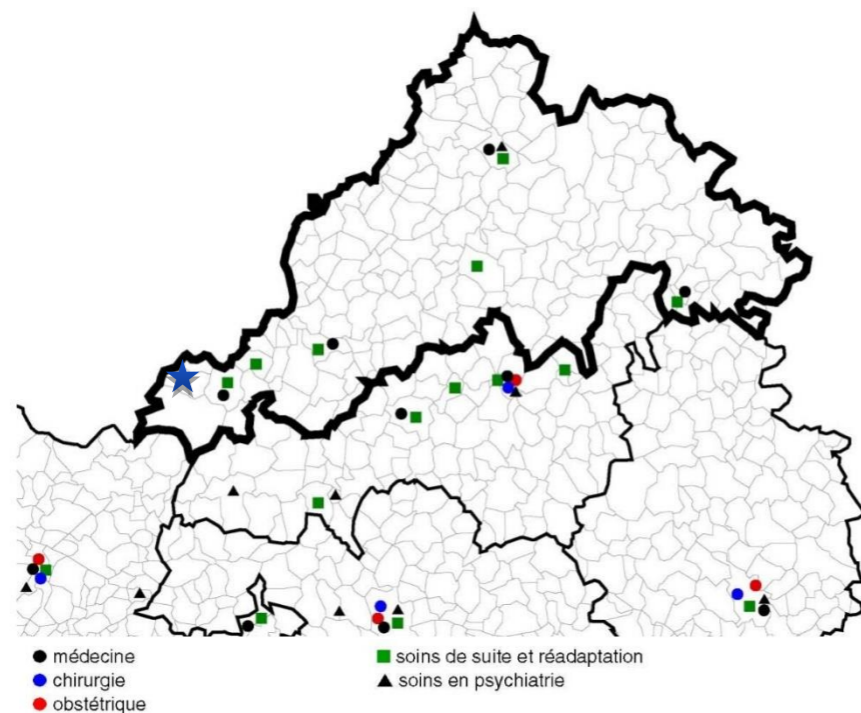 médecine
chirurgie
obstétrique
soins de suite et réadaptation
soins en psychiatrie